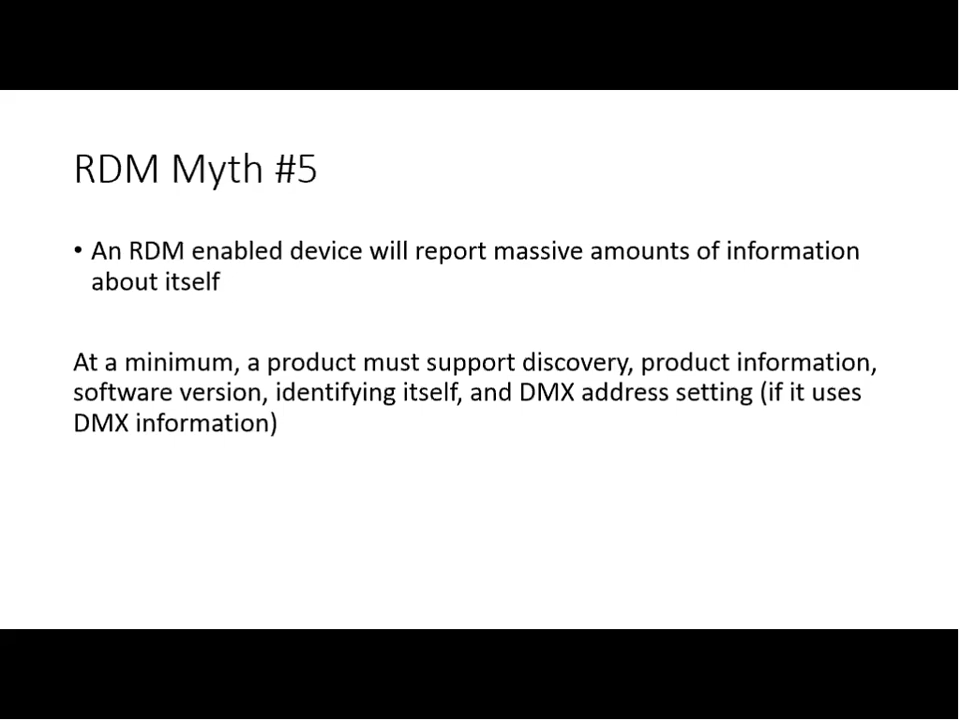 RDM Myth #5
• An RDM enabled device will report massive amounts of information
about itself
At a minimum, a product must support discovery, product information,
software version, identifying itself, and DMX address setting (if it uses
DMX information)